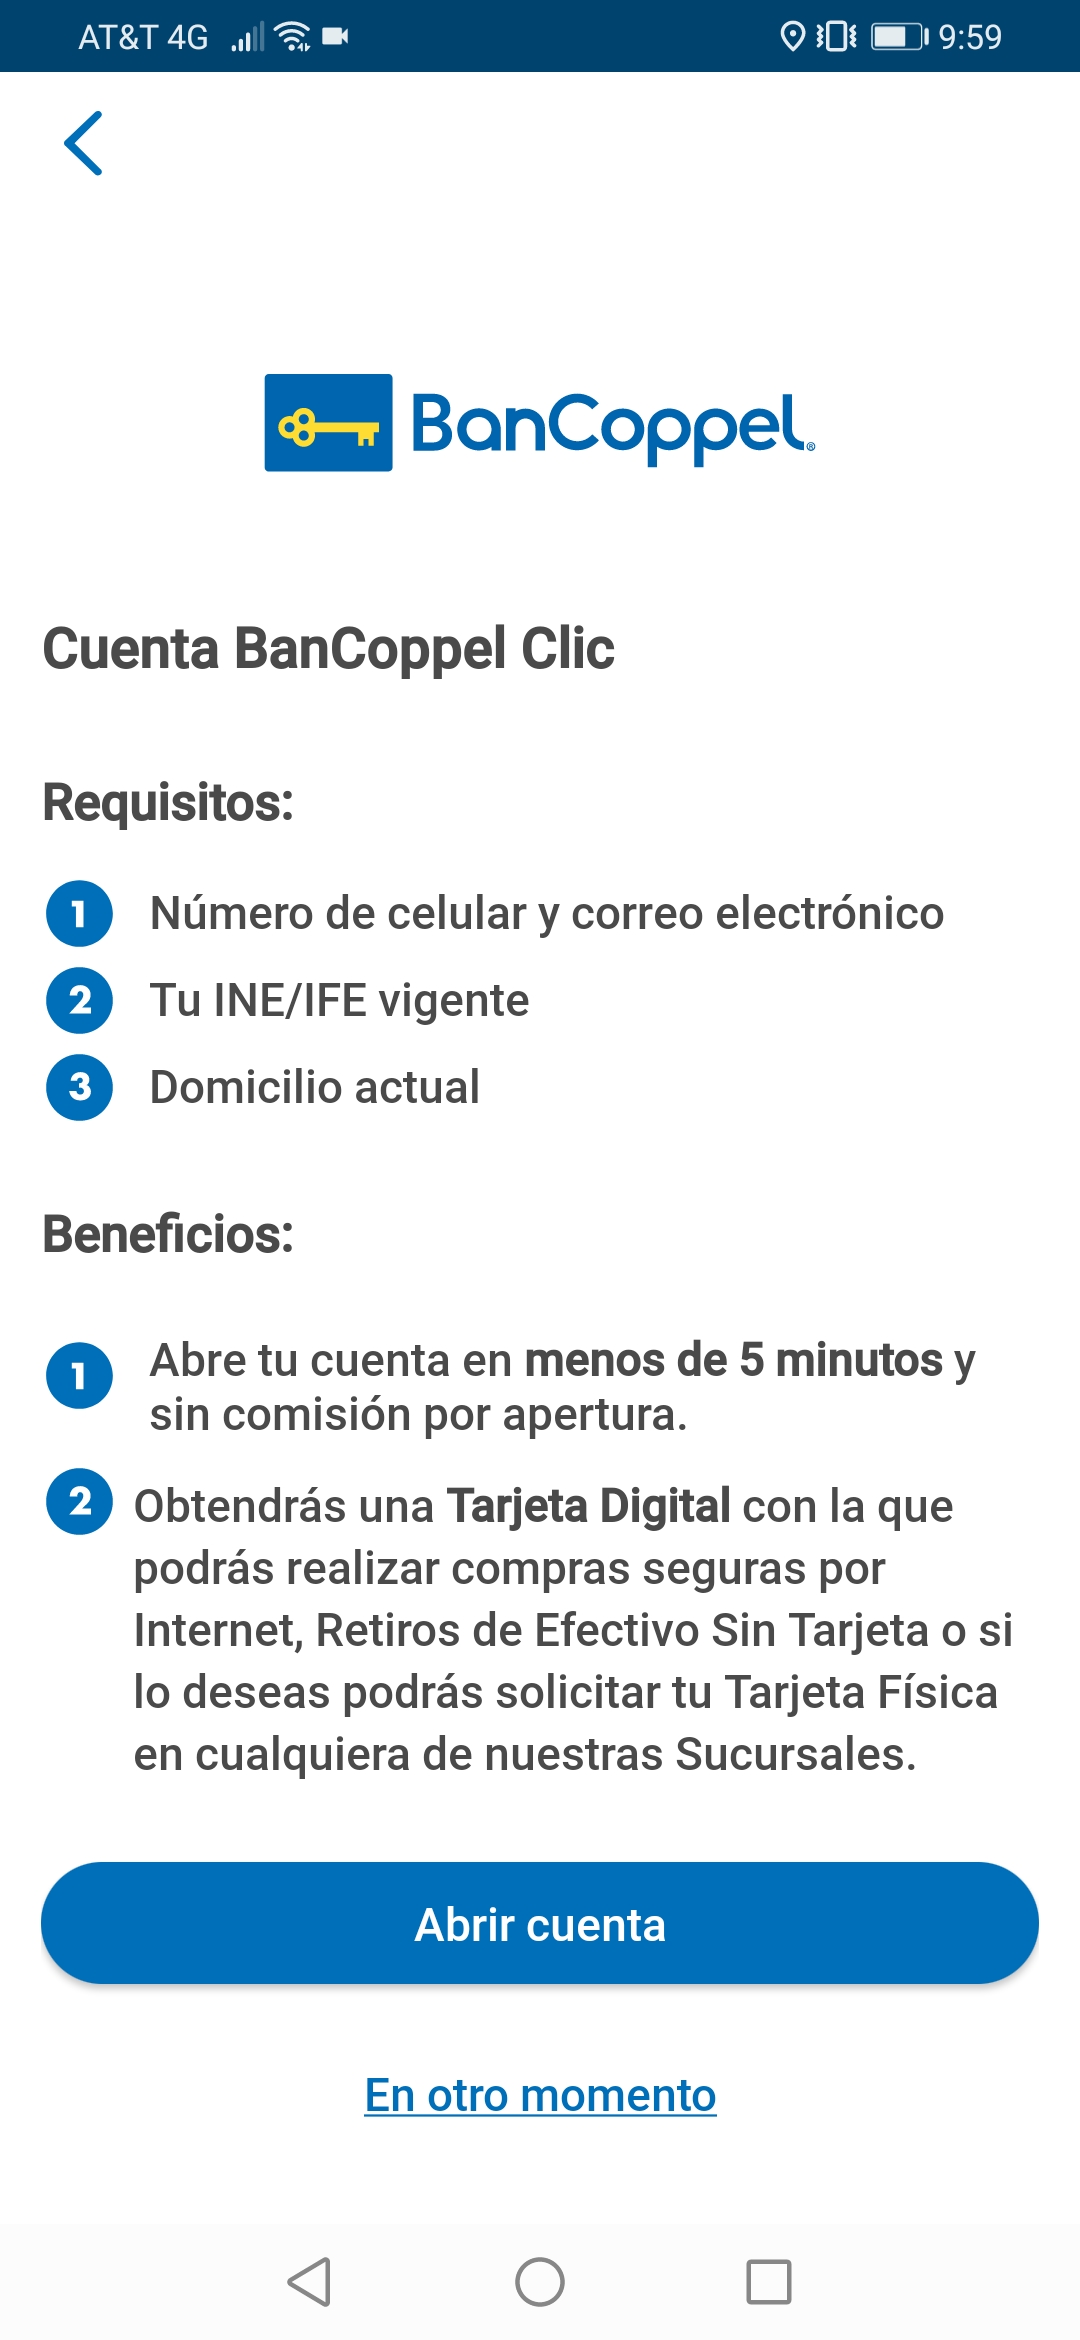 AT&T 4G 9:59
BanCoppel®
Cuenta BanCoppel Clic
Requisitos:
1 Número de celular y correo electrónico
2 Tu INE/IFE vigente
3 Domicilio actual
Beneficios:
1 Abre tu cuenta en menos de 5 minutos y
sin comisión por apertura.
2 Obtendrás una Tarjeta Digital con la que
podrás realizar compras seguras por
Internet, Retiros de Efectivo Sin Tarjeta o si
lo deseas podrás solicitar tu Tarjeta Física
en cualquiera de nuestras Sucursales.
Abrir cuenta
En otro momento